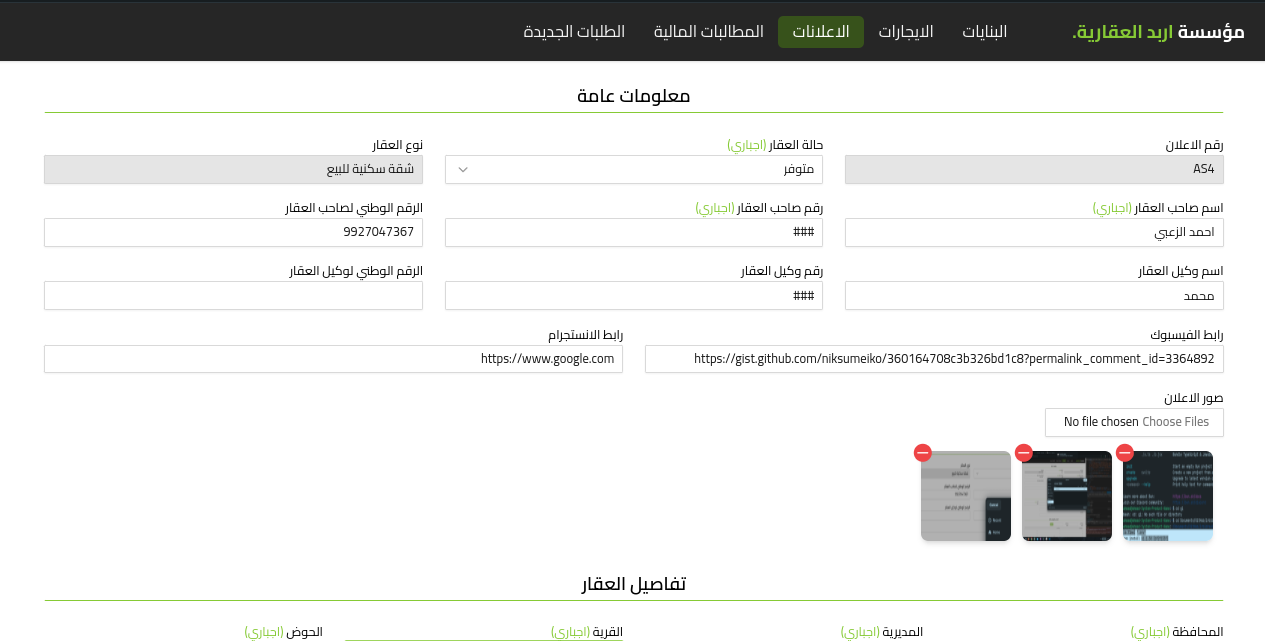 مؤسسة اربد العقارية. البنايات الايجارات الاعلانات المطالبات المالية الطلبات الجديدة
معلومات عامة
رقم الاعلان حالة العقار (اجباري) نوع العقار
AS4 متوفر شقة سكنية للبيع
اسم صاحب العقار (اجباري) رقم صاحب العقار (اجباري) الرقم الوطني لصاحب العقار
احمد الزعبي ### 9927047367
اسم وكيل العقار رقم وكيل العقار الرقم الوطني لوكيل العقار
محمد ###
رابط الفيسبوك رابط الانستجرام
https://gist.github.com/niksumeiko/360164708c3b326bd1c8?permalink_comment_id=3364892 https://www.google.com
صور الاعلان
Choose Files No file chosen
تفاصيل العقار
المحافظة (اجباري) المديرية (اجباري) القرية (اجباري) الحوض (اجباري)